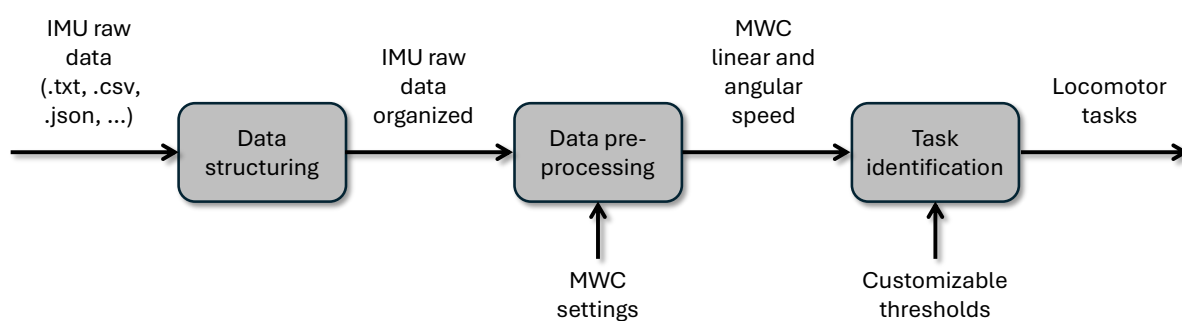 IMU raw
data
(.txt, .csv,
.json, ...)
Data
structuring
IMU raw
data
organized
Data pre-
processing
MWC
settings
MWC
linear and
angular
speed
Task
identification
Customizable
thresholds
Locomotor
tasks